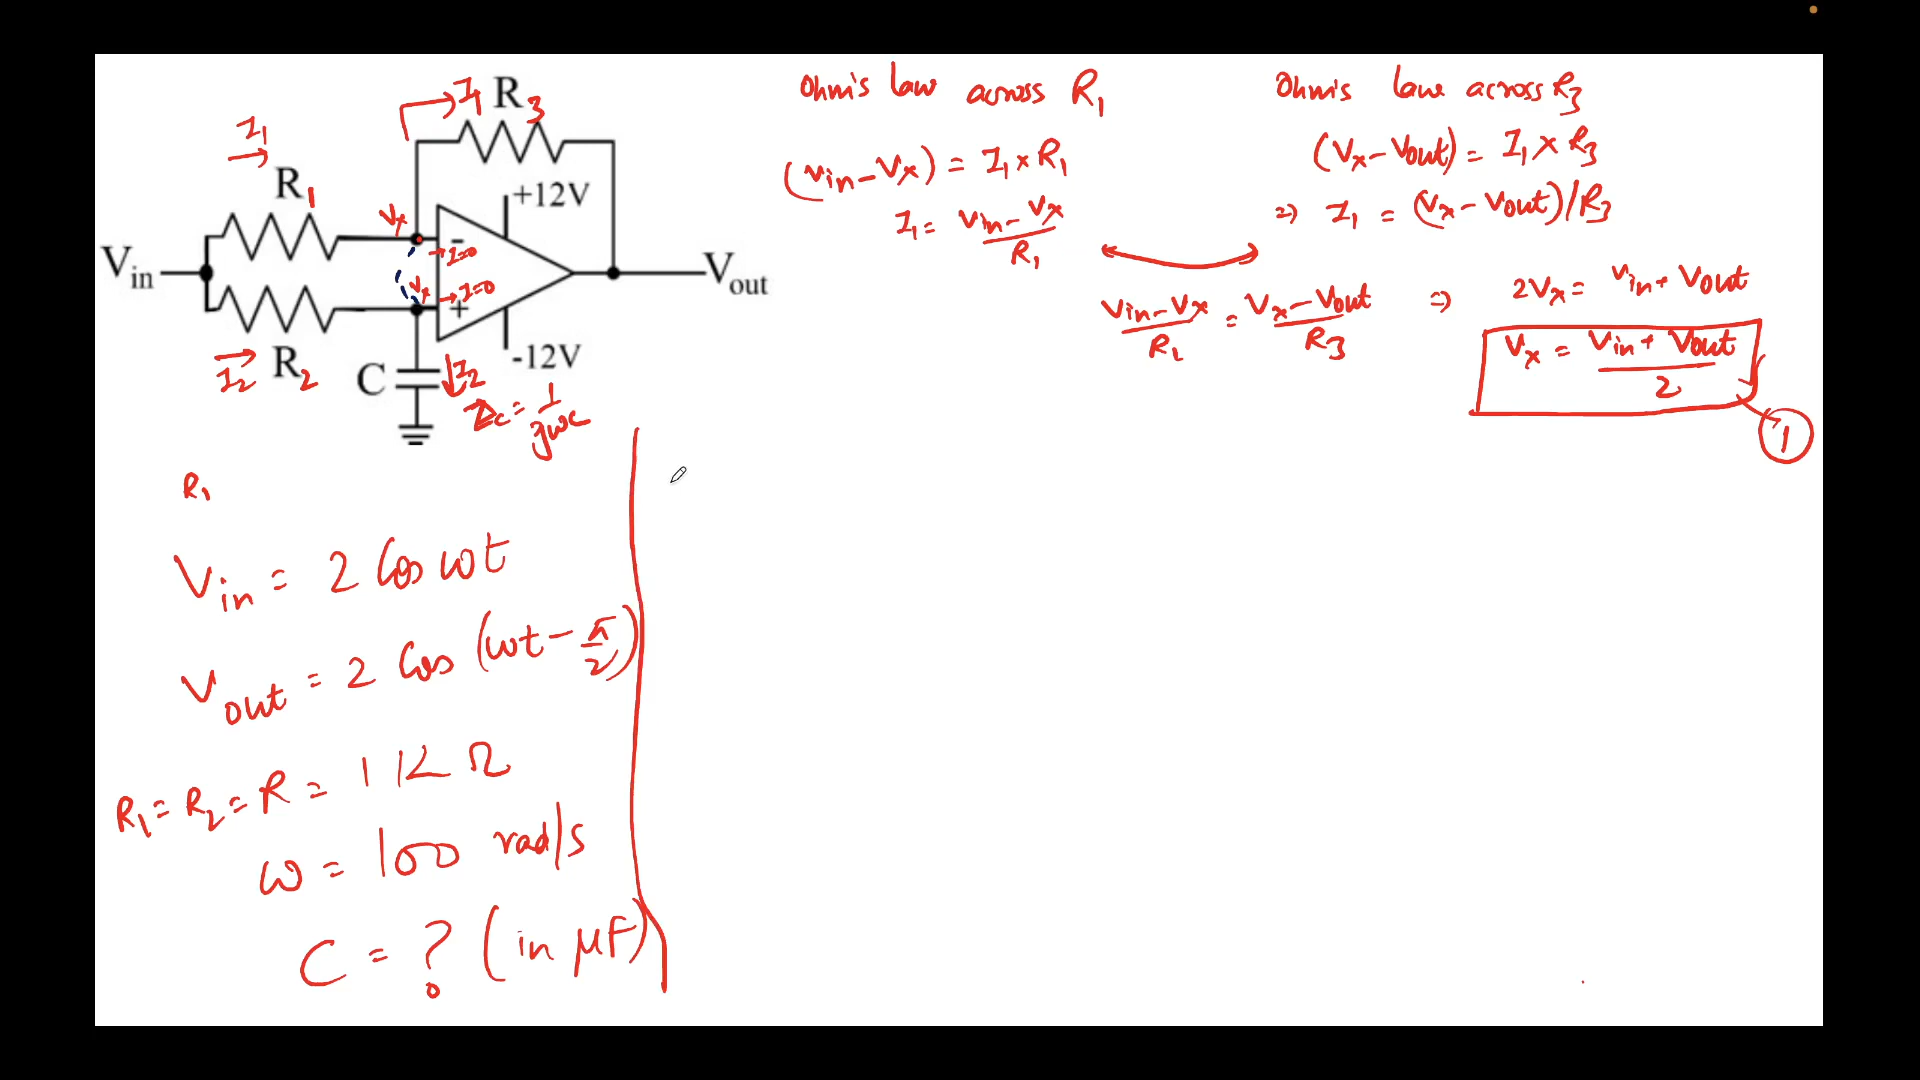 I1
R1
I1 R3
+12V
Vx
-
→ I=0
Vin
Vx
→ I=0
+
Vout
-12V
I2
R2
C
↓ I2
Zc = 1/jωc
R1
Vin = 2 Cos ωt
Vout = 2 Cos (ωt - π/2)
R1 = R2 = R = 1 KΩ
ω = 100 rad/s
C = ? (in μF)
Ohm's law across R1
(Vin - Vx) = I1 × R1
I1 = Vin - Vx / R1
Ohm's law across R3
(Vx - Vout) = I1 × R3
⇒ I1 = (Vx - Vout)/R3
Vin - Vx / R1 = Vx - Vout / R3 ⇒ 2Vx = Vin + Vout
Vx = Vin + Vout / 2
1